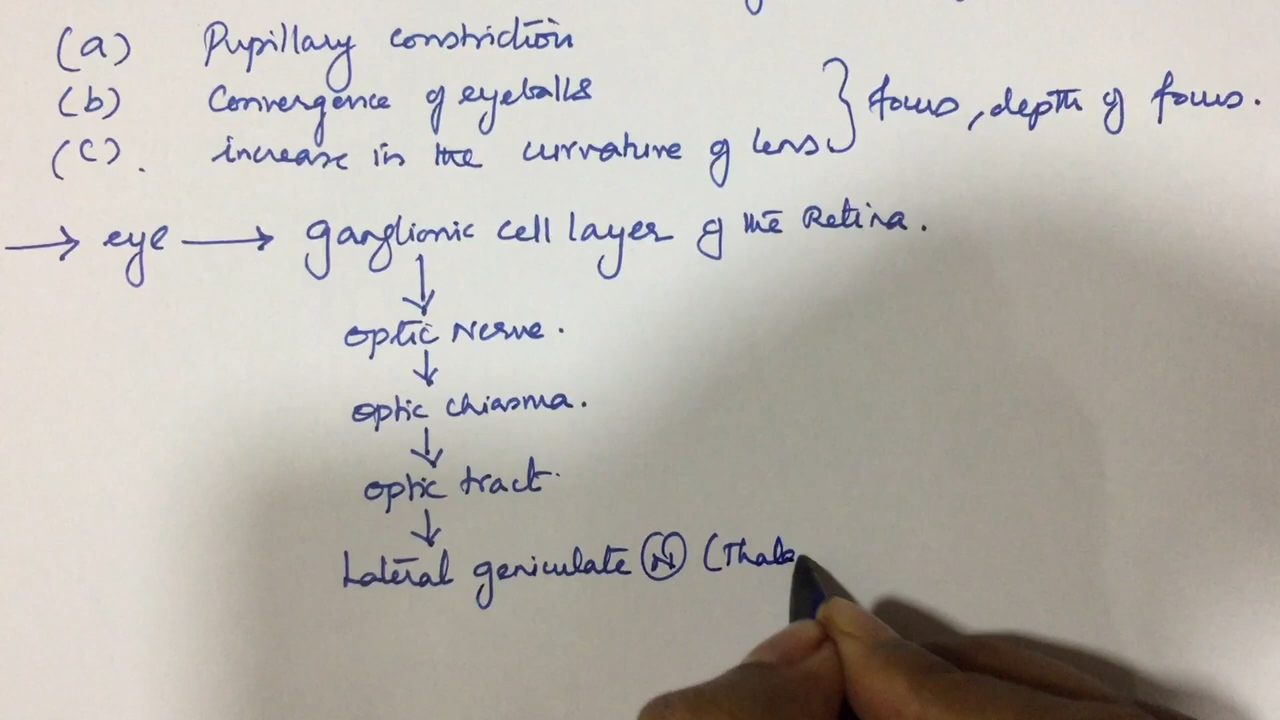 (a) Pupillary constriction
(b) Convergence of eyeballs
(c). increase in the curvature of lens } focus, depth of focus.
→ eye → ganglionic cell layer of the Retina.
↓
optic Nerve.
↓
optic chiasma.
↓
optic tract.
↓
Lateral geniculate Ⓝ (Thala